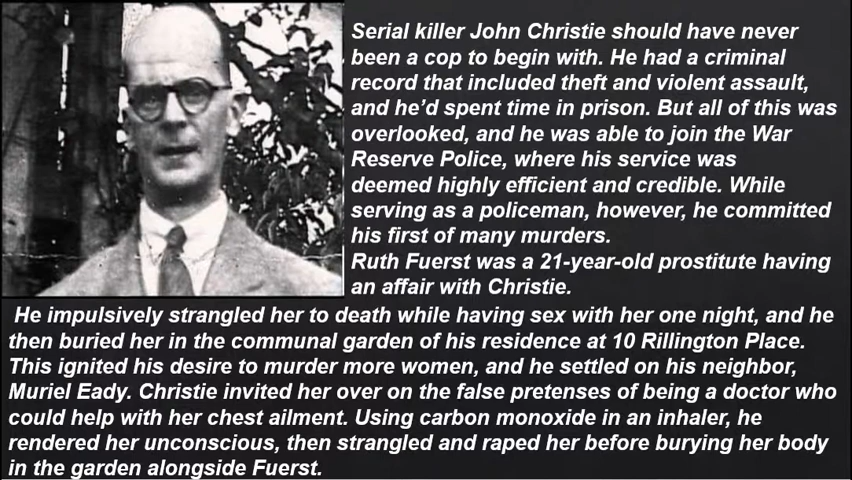 Serial killer John Christie should have never
been a cop to begin with. He had a criminal
record that included theft and violent assault,
and he’d spent time in prison. But all of this was
overlooked, and he was able to join the War
Reserve Police, where his service was
deemed highly efficient and credible. While
serving as a policeman, however, he committed
his first of many murders.
Ruth Fuerst was a 21-year-old prostitute having
an affair with Christie.
He impulsively strangled her to death while having sex with her one night, and he
then buried her in the communal garden of his residence at 10 Rillington Place.
This ignited his desire to murder more women, and he settled on his neighbor,
Muriel Eady. Christie invited her over on the false pretenses of being a doctor who
could help with her chest ailment. Using carbon monoxide in an inhaler, he
rendered her unconscious, then strangled and raped her before burying her body
in the garden alongside Fuerst.